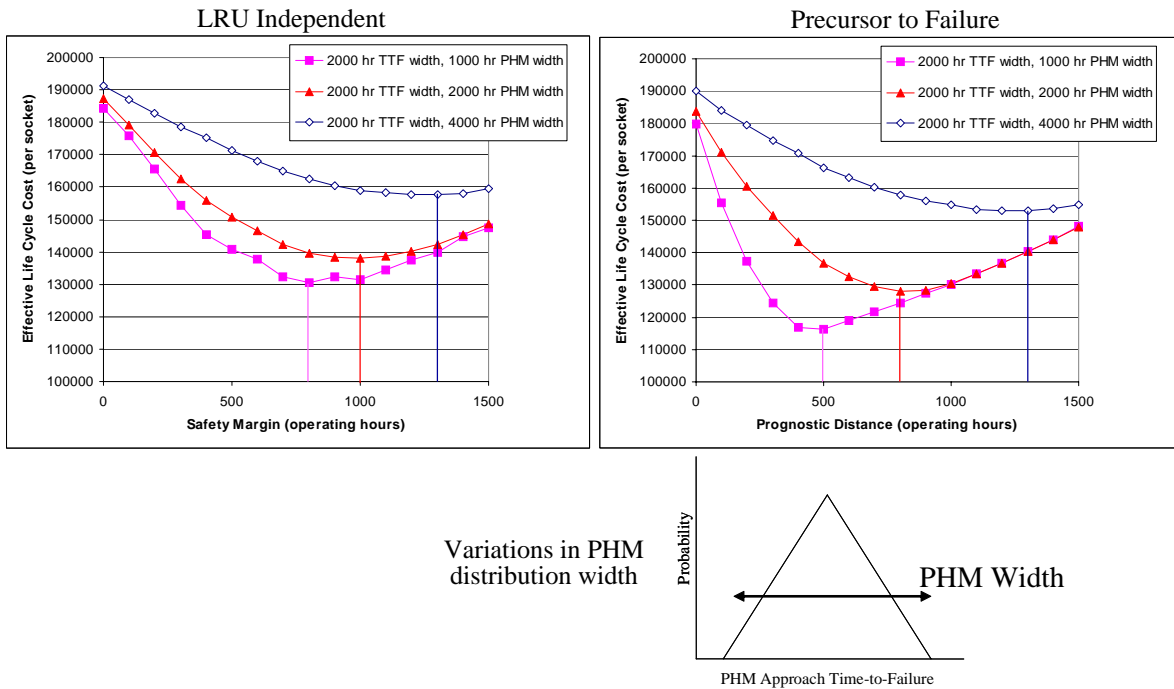 LRU Independent
200000
190000
180000
170000
160000
150000
140000
130000
120000
110000
100000
Effective Life Cycle Cost (per socket)
2000 hr TTF width, 1000 hr PHM width
2000 hr TTF width, 2000 hr PHM width
2000 hr TTF width, 4000 hr PHM width
0 500 1000 1500
Safety Margin (operating hours)
Precursor to Failure
200000
190000
180000
170000
160000
150000
140000
130000
120000
110000
100000
Effective Life Cycle Cost (per socket)
2000 hr TTF width, 1000 hr PHM width
2000 hr TTF width, 2000 hr PHM width
2000 hr TTF width, 4000 hr PHM width
0 500 1000 1500
Prognostic Distance (operating hours)
Variations in PHM
distribution width
Probability
PHM Width
PHM Approach Time-to-Failure